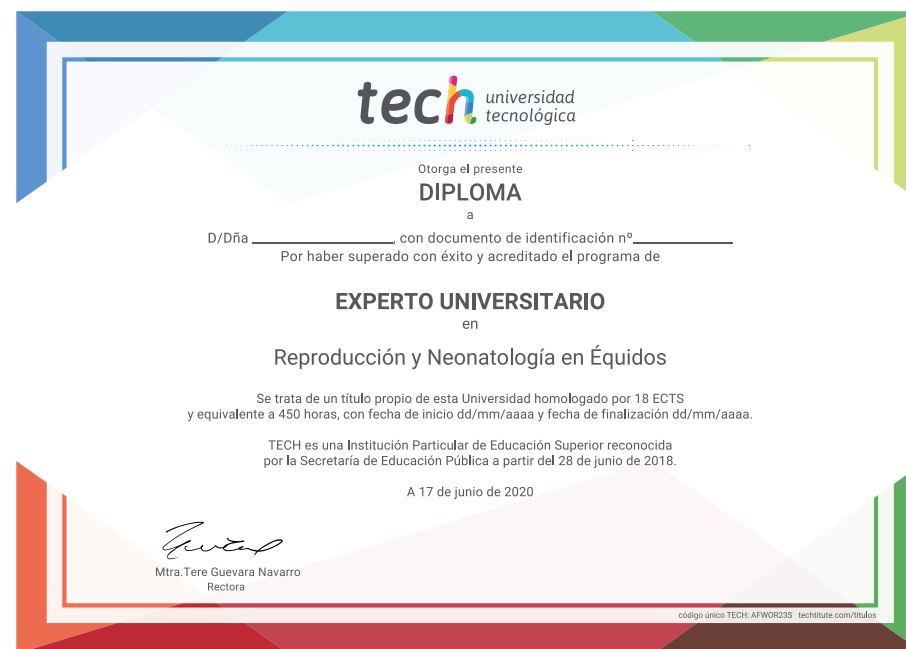 tech universidad
tecnológica
Otorga el presente
DIPLOMA
a
D/Dña ____________________, con documento de identificación nº______________
Por haber superado con éxito y acreditado el programa de
EXPERTO UNIVERSITARIO
en
Reproducción y Neonatología en Équidos
Se trata de un título propio de esta Universidad homologado por 18 ECTS
y equivalente a 450 horas, con fecha de inicio dd/mm/aaaa y fecha de finalización dd/mm/aaaa.
TECH es una Institución Particular de Educación Superior reconocida
por la Secretaría de Educación Pública a partir del 28 de junio de 2018.
A 17 de junio de 2020
Mtra.Tere Guevara Navarro
Rectora
código único TECH: AFWOR23S techtitute.com/titulos